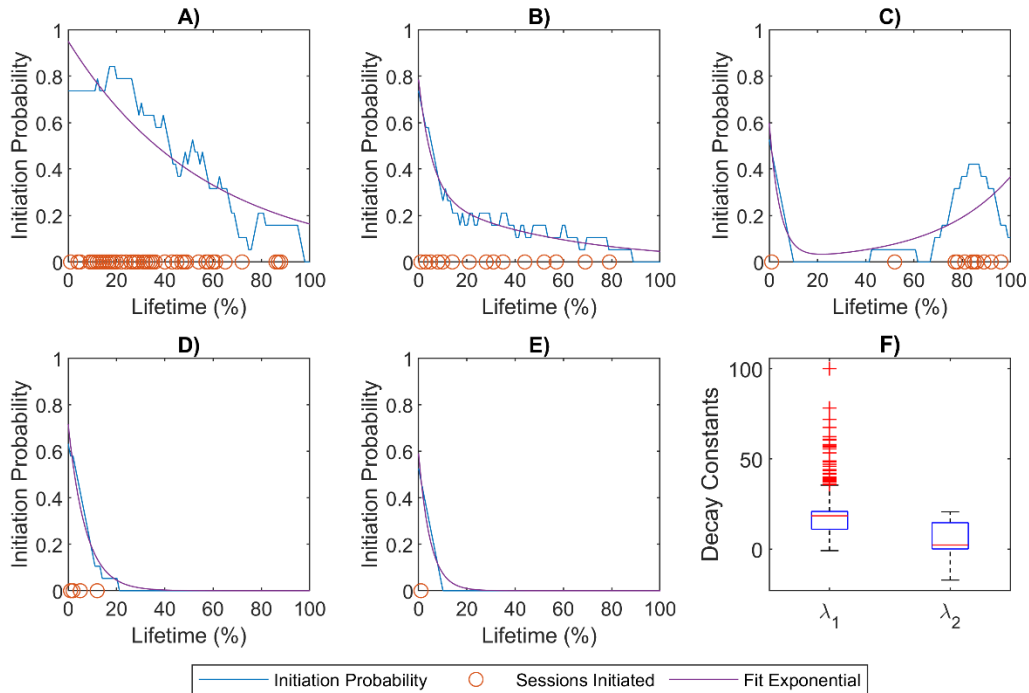 A)
B)
C)
Initiation Probability
1
0.8
0.6
0.4
0.2
0
0 20 40 60 80 100
Lifetime (%)
Initiation Probability
1
0.8
0.6
0.4
0.2
0
0 20 40 60 80 100
Lifetime (%)
Initiation Probability
1
0.8
0.6
0.4
0.2
0
0 20 40 60 80 100
Lifetime (%)
D)
E)
F)
Initiation Probability
1
0.8
0.6
0.4
0.2
0
0 20 40 60 80 100
Lifetime (%)
Initiation Probability
1
0.8
0.6
0.4
0.2
0
0 20 40 60 80 100
Lifetime (%)
Decay Constants
100
50
0
λ1 λ2
Initiation Probability Sessions Initiated Fit Exponential